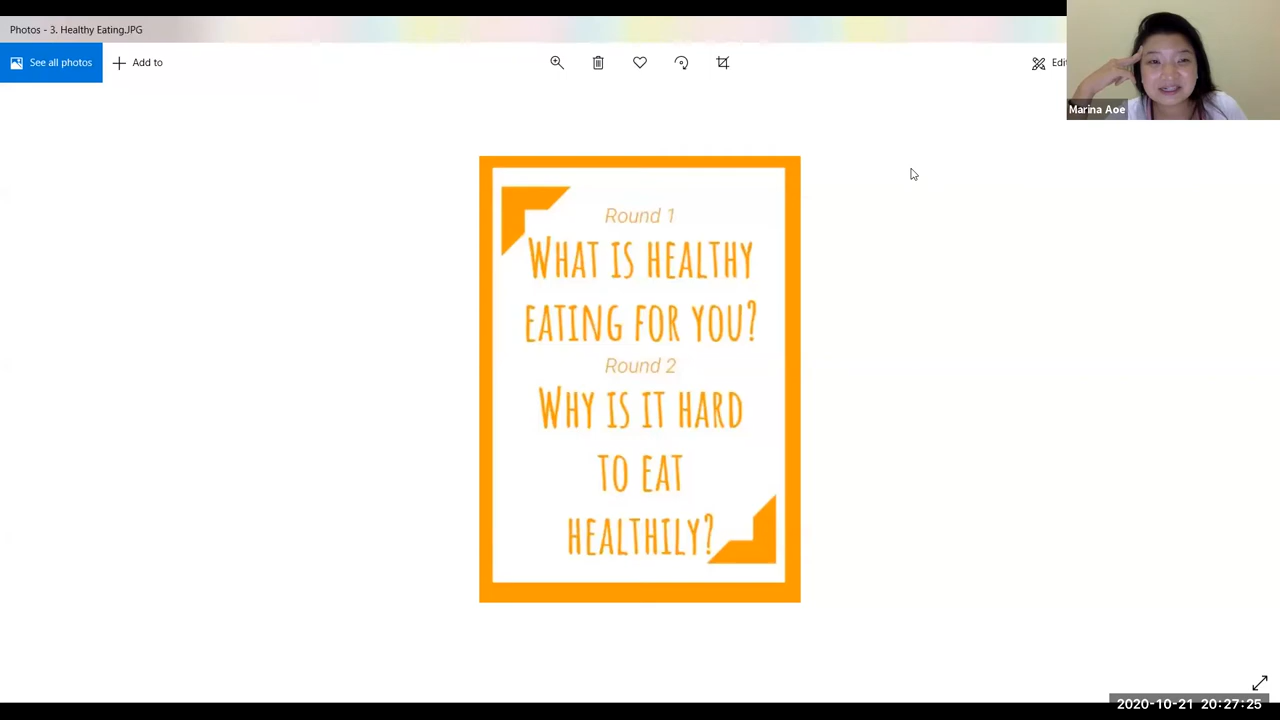 Photos - 3. Healthy Eating.JPG
See all photos
Add to
Marina Aoe
Round 1
WHAT IS HEALTHY
EATING FOR YOU?
Round 2
WHY IS IT HARD
TO EAT
HEALTHILY?
2020-10-21 20:27:25